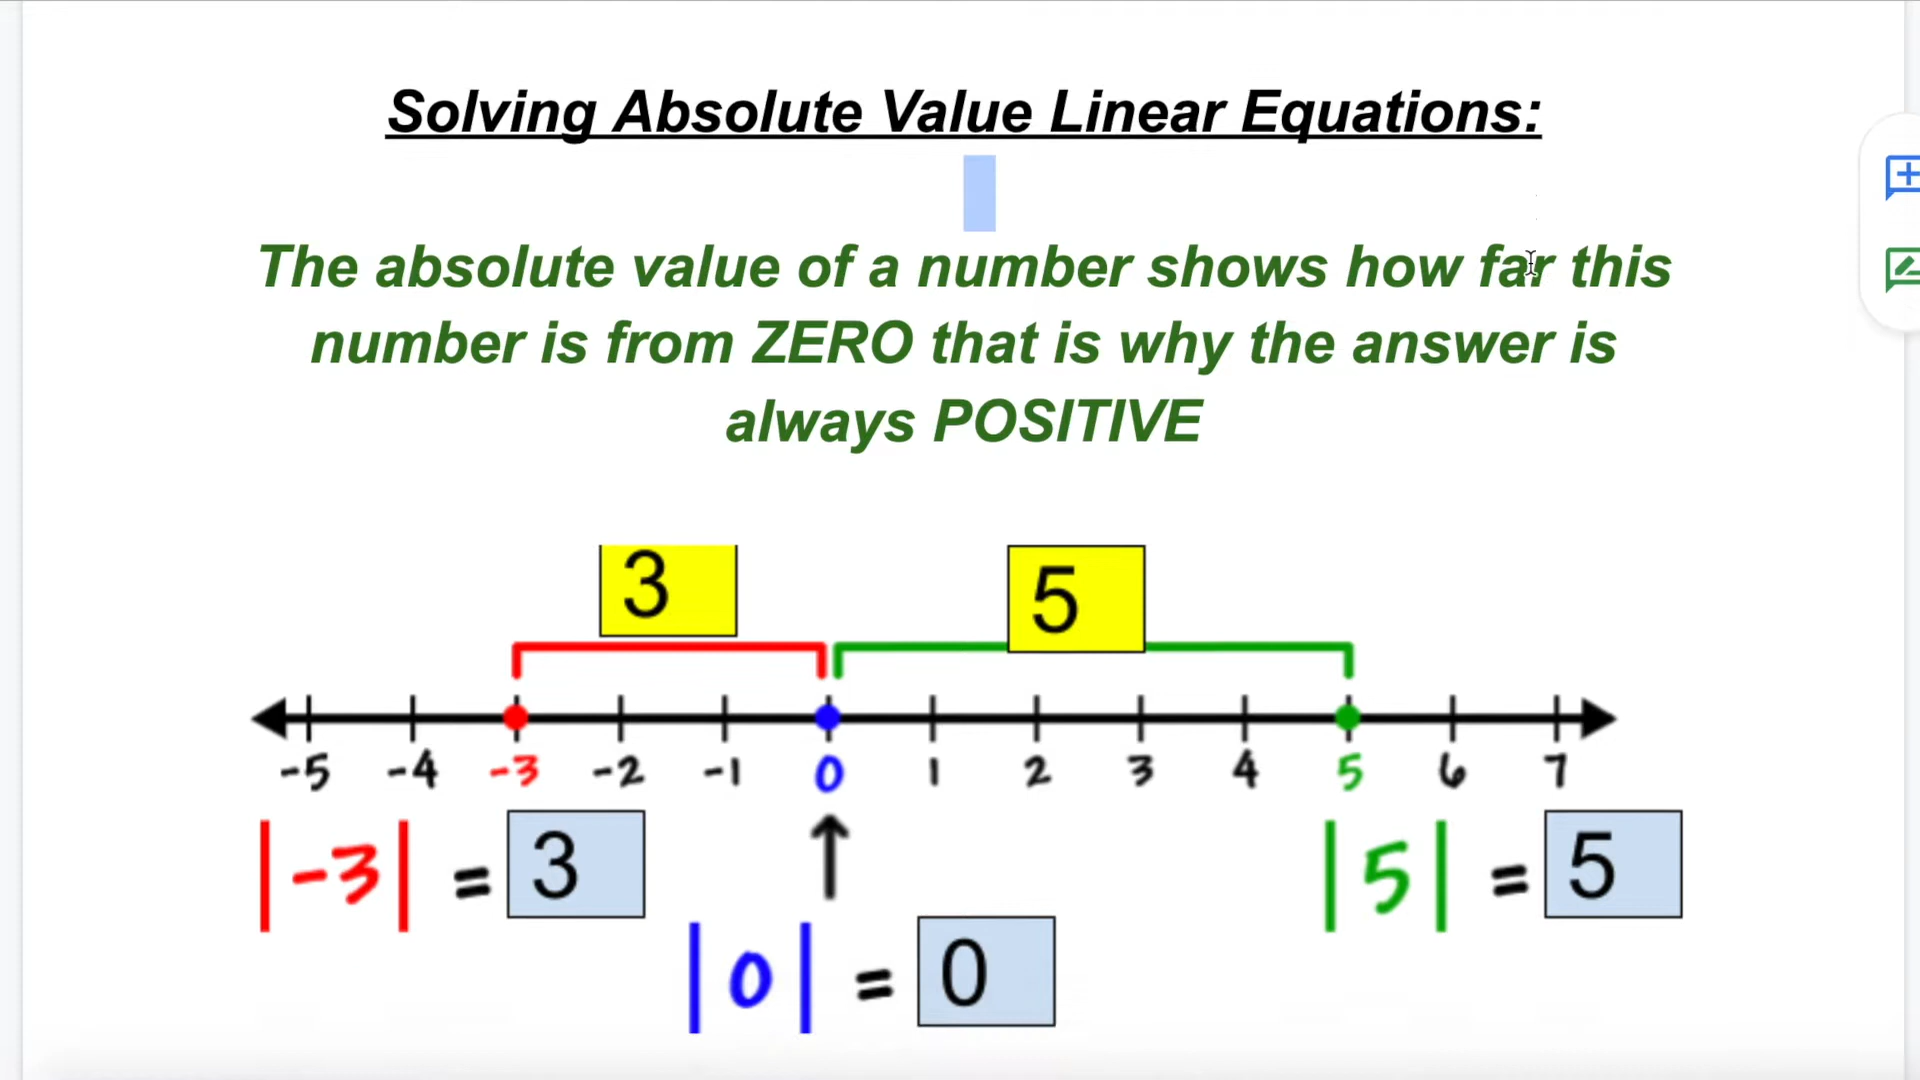 Solving Absolute Value Linear Equations:
The absolute value of a number shows how far this
number is from ZERO that is why the answer is
always POSITIVE
3 5
-5 -4 -3 -2 -1 0 1 2 3 4 5 6 7
|-3| = 3 |5| = 5
|0| = 0